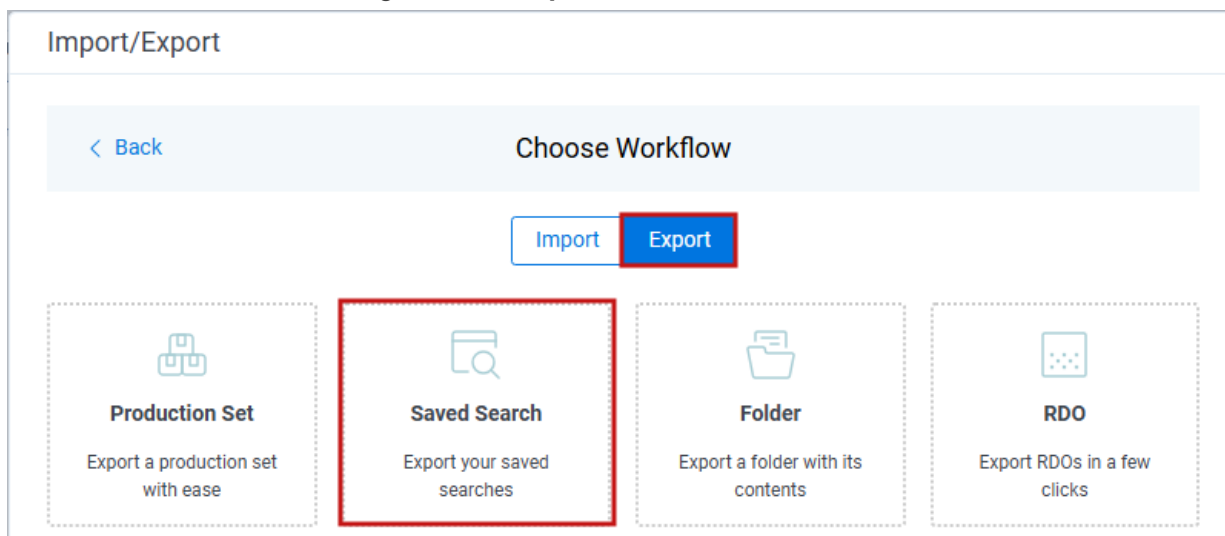 Import/Export
Back
Choose Workflow
Import
Export
Production Set
Export a production set
with ease
Saved Search
Export your saved
searches
Folder
Export a folder with its
contents
RDO
Export RDOs in a few
clicks